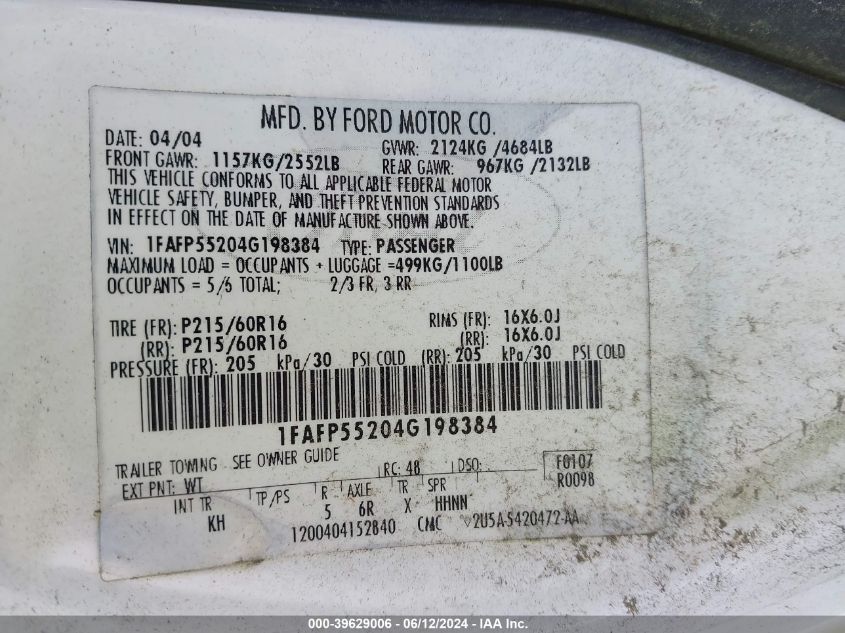 MFD. BY FORD MOTOR CO.
DATE: 04/04 GVWR: 2124KG /4684LB
FRONT GAWR: 1157KG/2552LB REAR GAWR: 967KG /2132LB
THIS VEHICLE CONFORMS TO ALL APPLICABLE FEDERAL MOTOR
VEHICLE SAFETY, BUMPER, AND THEFT PREVENTION STANDARDS
IN EFFECT ON THE DATE OF MANUFACTURE SHOWN ABOVE.
VIN: 1FAFP55204G198384 TYPE: PASSENGER
MAXIMUM LOAD = OCCUPANTS + LUGGAGE =499KG/1100LB
OCCUPANTS = 5/6 TOTAL; 2/3 FR, 3 RR
TIRE (FR): P215/60R16 RIMS (FR): 16X6.0J
(RR): P215/60R16 (RR): 16X6.0J
PRESSURE (FR): 205 kPa/30 PSI COLD (RR): 205 kPa/30 PSI COLD
1FAFP55204G198384
TRAILER TOWING - SEE OWNER GUIDE
EXT PNT: WT RC: 48 DSO: F0107
R0098
INT TR TP/PS R AXLE TR SPR
KH 5 6R X HHNN
1200404152840 CMC 2U5A-5420472-AA
000-39629006 - 06/12/2024 - IAA Inc.